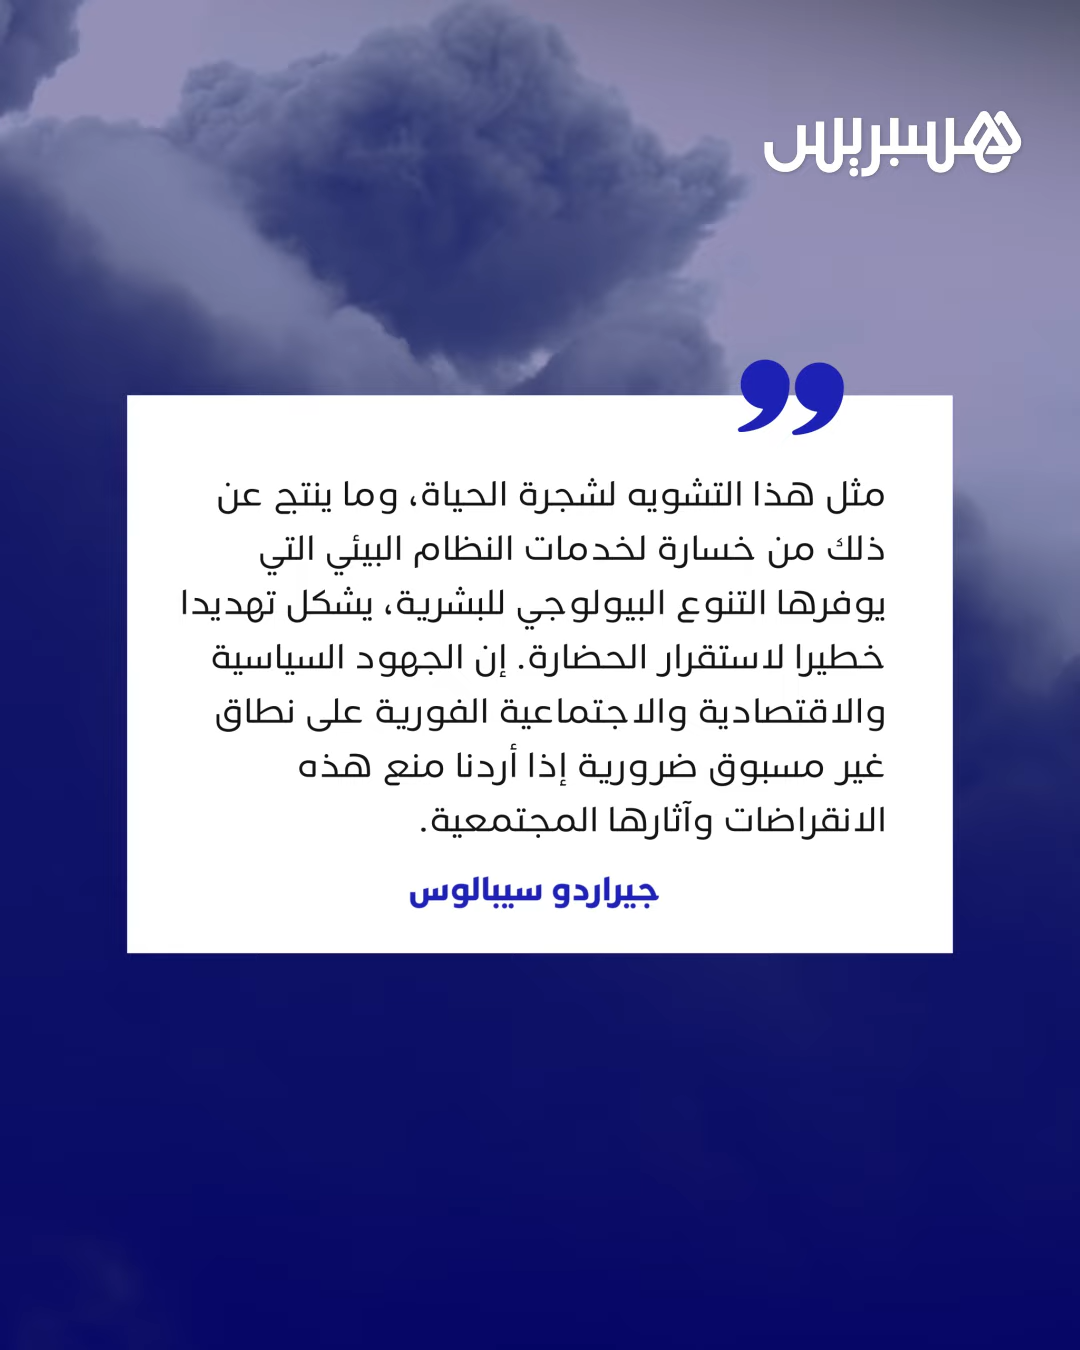 هسبريس
مثل هذا التشويه لشجرة الحياة، وما ينتج عن
ذلك من خسارة لخدمات النظام البيئي التي
يوفرها التنوع البيولوجي للبشرية، يشكل تهديدا
خطيرا لاستقرار الحضارة. إن الجهود السياسية
والاقتصادية والاجتماعية الفورية على نطاق
غير مسبوق ضرورية إذا أردنا منع هذه
الانقراضات وآثارها المجتمعية.
جيراردو سيبالوس